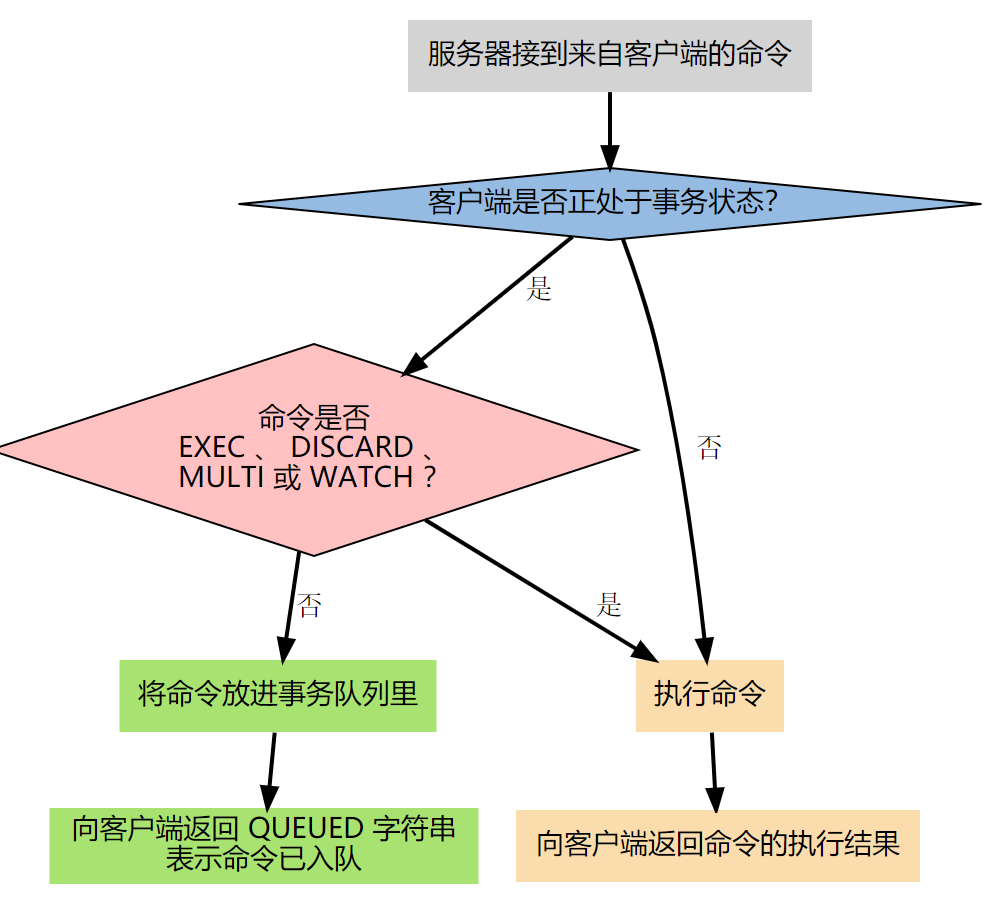 服务器接到来自客户端的命令
客户端是否正处于事务状态？
是
命令是否
EXEC 、 DISCARD 、
MULTI 或 WATCH ？
否
否
是
将命令放进事务队列里
执行命令
向客户端返回 QUEUED 字符串
表示命令已入队
向客户端返回命令的执行结果